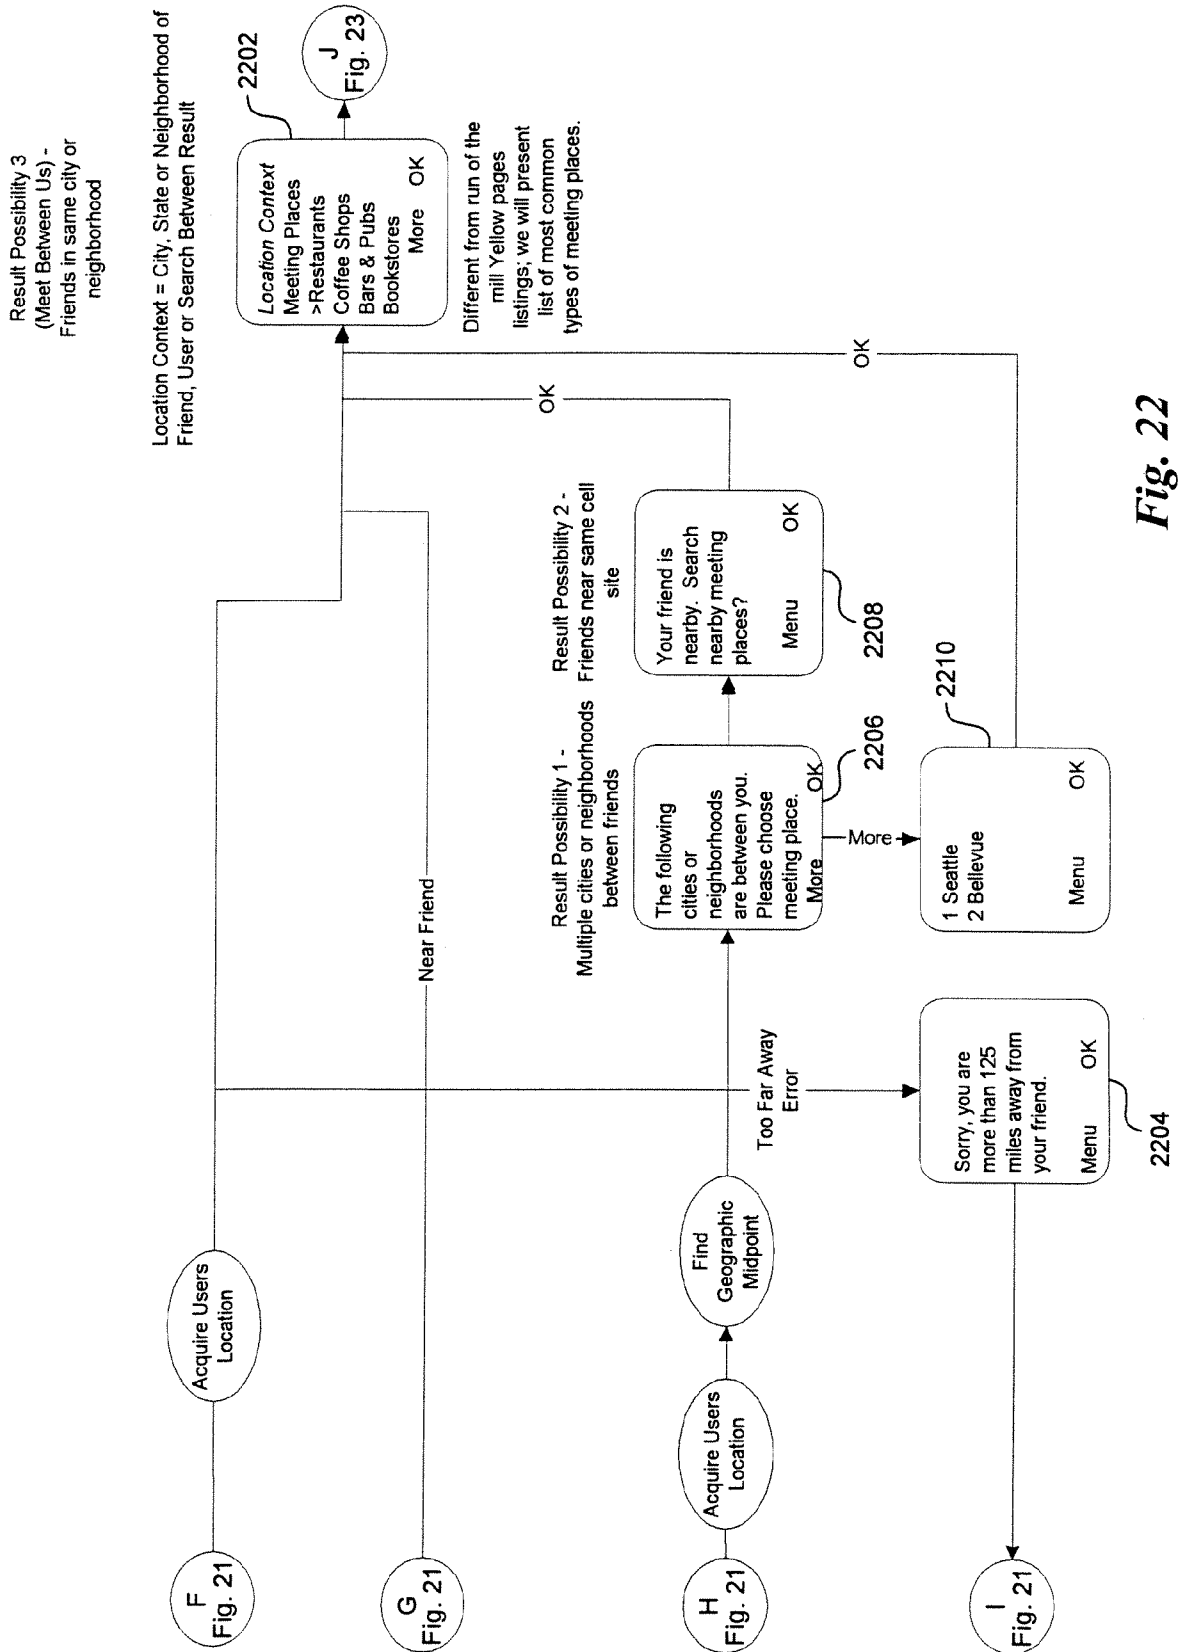 Result Possibility 3
(Meet Between Us) -
Friends in same city or
neighborhood
Location Context = City, State or Neighborhood of
Friend, User or Search Between Result
F
Fig. 21
Acquire Users
Location
2202
Location Context
Meeting Places
>Restaurants
Coffee Shops
Bars & Pubs
Bookstores
More OK
J
Fig. 23
Different from run of the
mill Yellow pages
listings; we will present
list of most common
types of meeting places.
G
Fig. 21
Near Friend
OK
OK
Result Possibility 1 -
Multiple cities or neighborhoods
between friends
Result Possibility 2 -
Friends near same cell
site
H
Fig. 21
Acquire Users
Location
Find
Geographic
Midpoint
Too Far Away
Error
The following
cities or
neighborhoods
are between you.
Please choose
meeting place.
More OK
2206
Your friend is
nearby. Search
nearby meeting
places?
Menu OK
2208
More
I
Fig. 21
Sorry, you are
more than 125
miles away from
your friend.
Menu OK
2204
1 Seattle
2 Bellevue
Menu OK
2210
Fig. 22